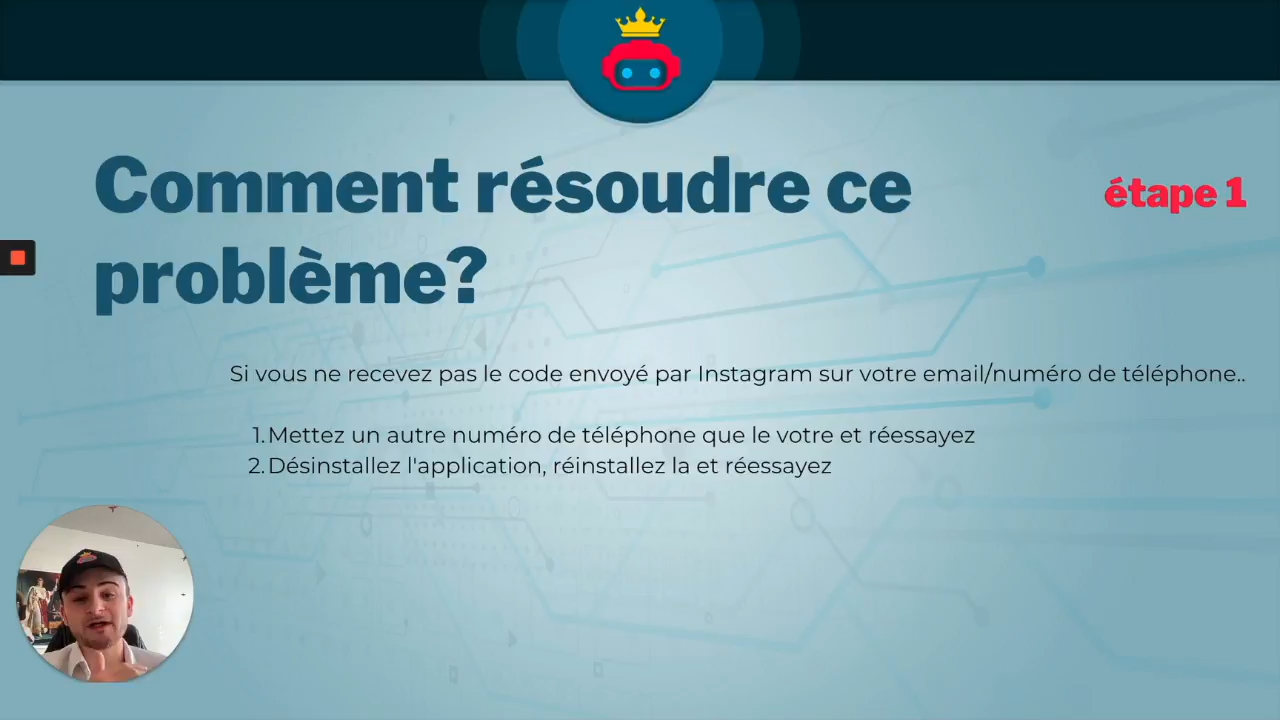 Comment résoudre ce
problème?
étape 1
Si vous ne recevez pas le code envoyé par Instagram sur votre email/numéro de téléphone..
1. Mettez un autre numéro de téléphone que le votre et réessayez
2. Désinstallez l'application, réinstallez la et réessayez